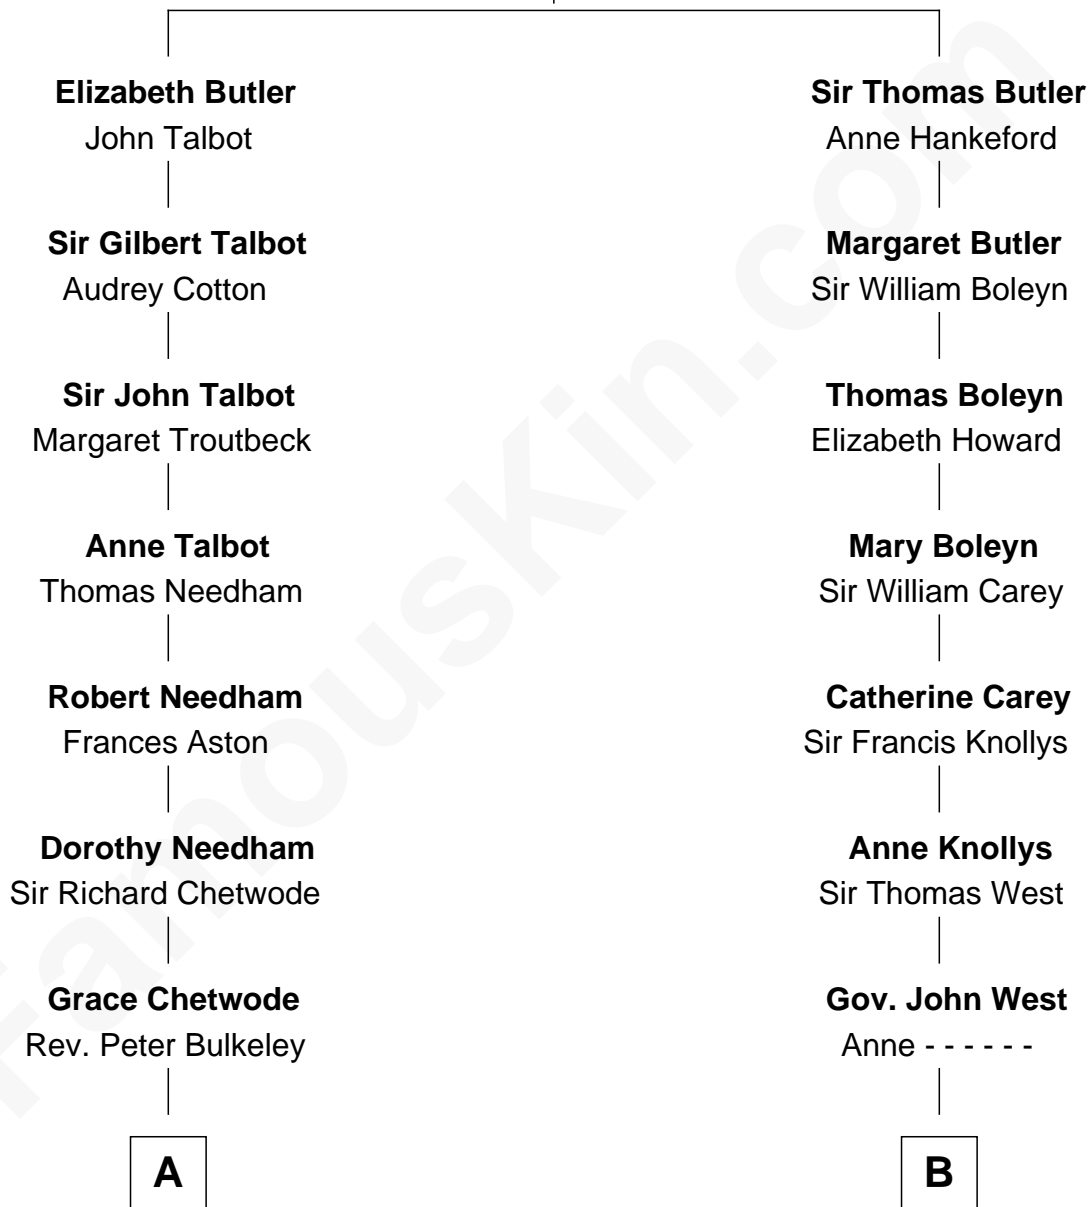 Elizabeth Butler
John Talbot
Sir Gilbert Talbot
Audrey Cotton
Sir John Talbot
Margaret Troutbeck
Anne Talbot
Thomas Needham
Robert Needham
Frances Aston
Dorothy Needham
Sir Richard Chetwode
Grace Chetwode
Rev. Peter Bulkeley
A
Sir Thomas Butler
Anne Hankeford
Margaret Butler
Sir William Boleyn
Thomas Boleyn
Elizabeth Howard
Mary Boleyn
Sir William Carey
Catherine Carey
Sir Francis Knollys
Anne Knollys
Sir Thomas West
Gov. John West
Anne - - - - - -
B
FamousKin.com